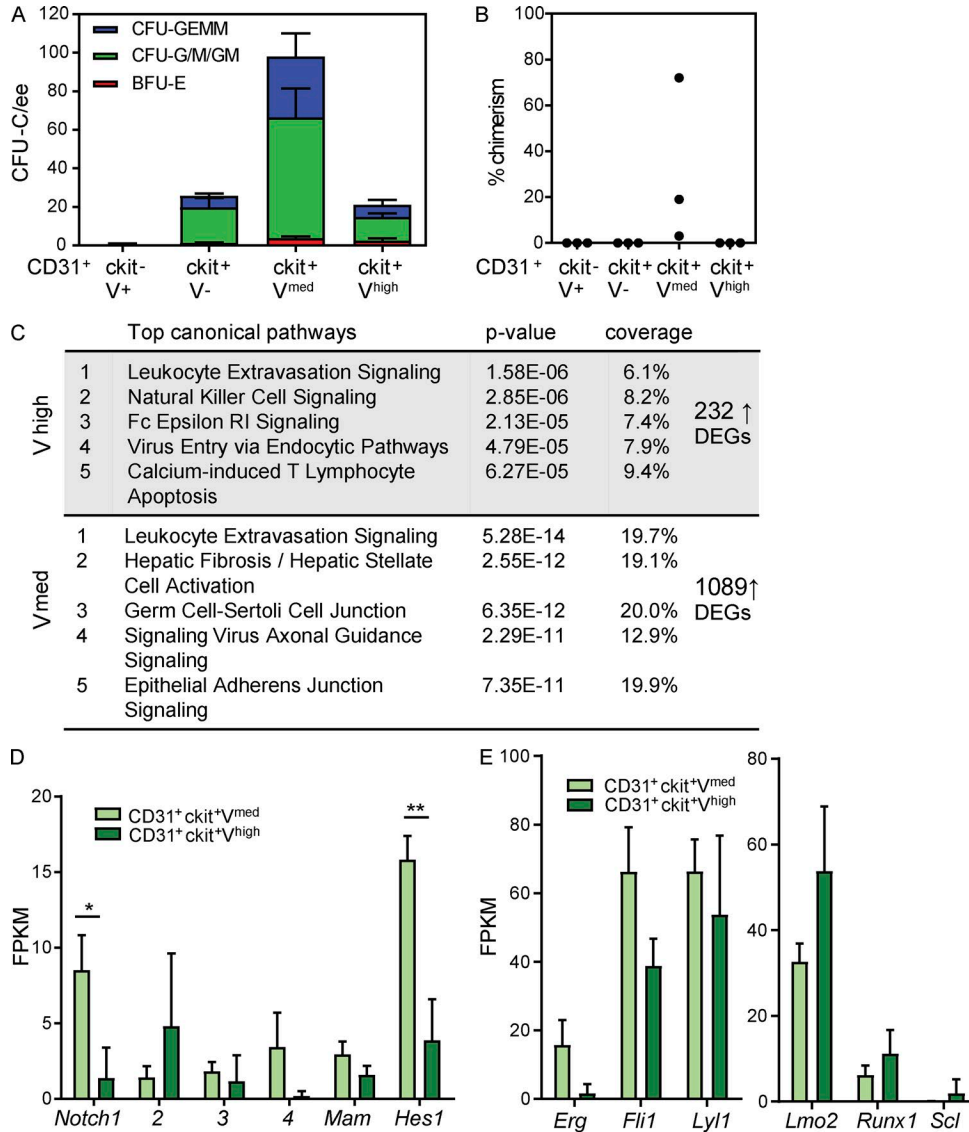 A
CFU-GEMM
CFU-G/M/GM
BFU-E
CFU-C/ee
120
100
80
60
40
20
0
CD31+ ckit- ckit+ ckit+ ckit+
V+ V- Vmed Vhigh
B
% chimerism
100
80
60
40
20
0
CD31+ ckit- ckit+ ckit+ ckit+
V+ V- Vmed Vhigh
C
Top canonical pathways p-value coverage
V high
1 Leukocyte Extravasation Signaling 1.58E-06 6.1%
2 Natural Killer Cell Signaling 2.85E-06 8.2%
3 Fc Epsilon RI Signaling 2.13E-05 7.4%
4 Virus Entry via Endocytic Pathways 4.79E-05 7.9%
5 Calcium-induced T Lymphocyte 6.27E-05 9.4%
Apoptosis
232 ↑
DEGs
Vmed
1 Leukocyte Extravasation Signaling 5.28E-14 19.7%
2 Hepatic Fibrosis / Hepatic Stellate 2.55E-12 19.1%
Cell Activation
3 Germ Cell-Sertoli Cell Junction 6.35E-12 20.0%
4 Signaling Virus Axonal Guidance 2.29E-11 12.9%
Signaling
5 Epithelial Adherens Junction 7.35E-11 19.9%
Signaling
1089↑
DEGs
D
CD31+ ckit+Vmed
CD31+ ckit+Vhigh
FPKM
20
15
10
5
0
*
**
Notch1 2 3 4 Mam Hes1
E
CD31+ ckit+Vmed
CD31+ ckit+Vhigh
FPKM
100
80
60
40
20
0
Erg Fli1 Lyl1
80
60
40
20
0
Lmo2 Runx1 Scl